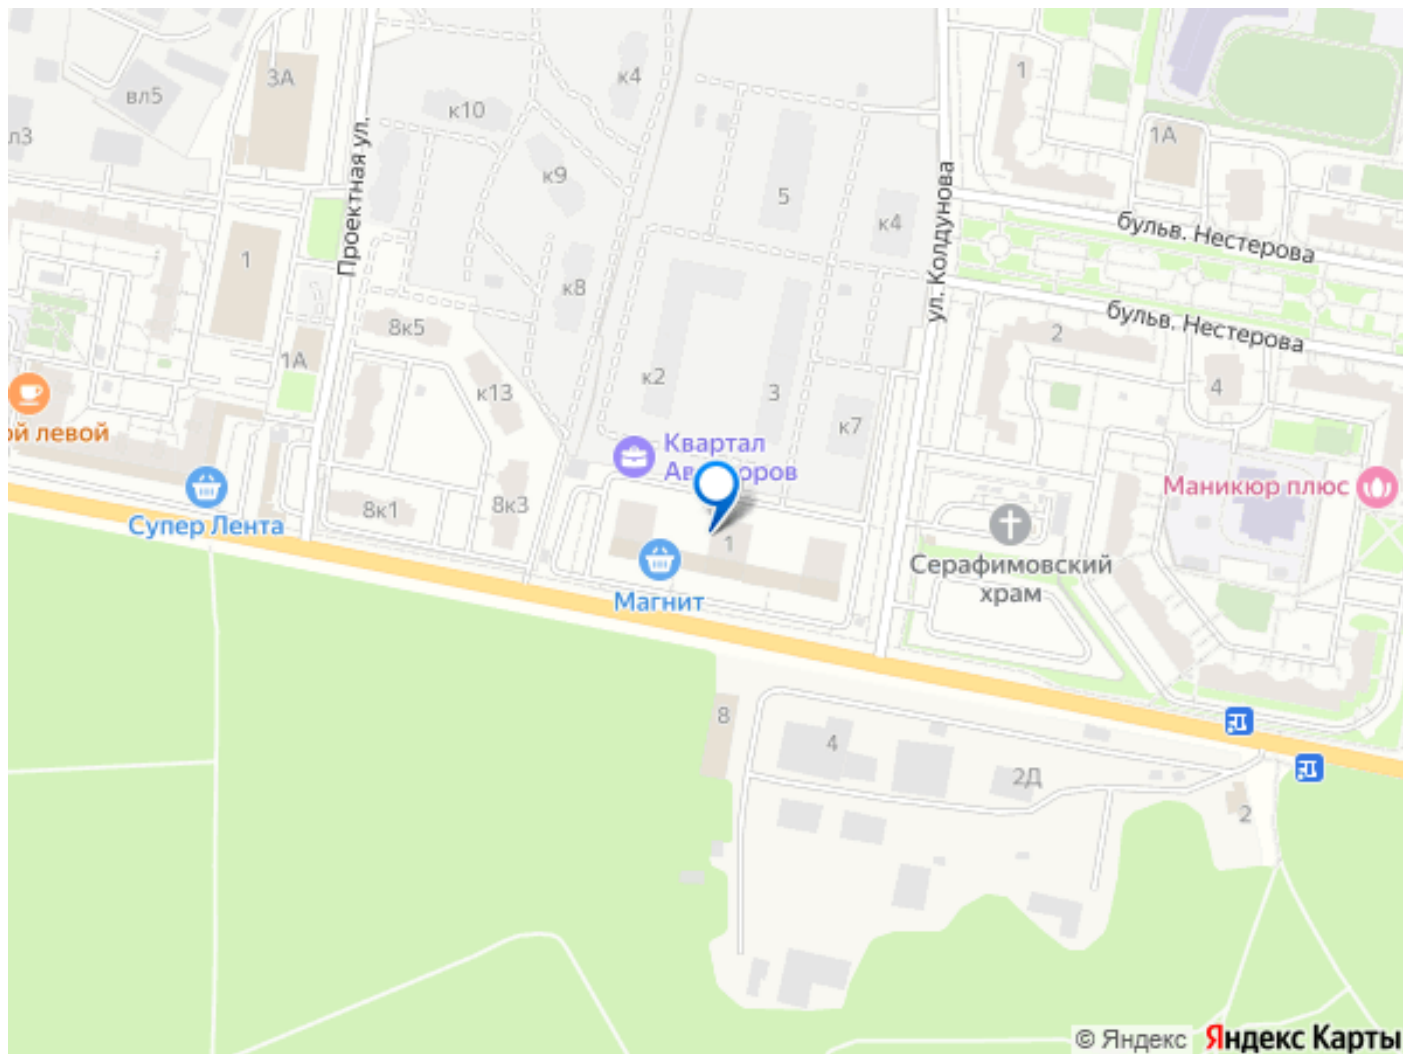 3А
вл5
к10
к4
1
1А
л3
Проектная ул.
к9
5
к4
ул. Колдунова
бульв. Нестерова
1
к8
бульв. Нестерова
8к5
2
1А
к2
к13
3
4
к7
ой левой
Квартал
Маникюр плюс
8к1
8к3
Супер Лента
1
Серафимовский
храм
Магнит
8
4
2Д
2
© Яндекс Яндекс Карты